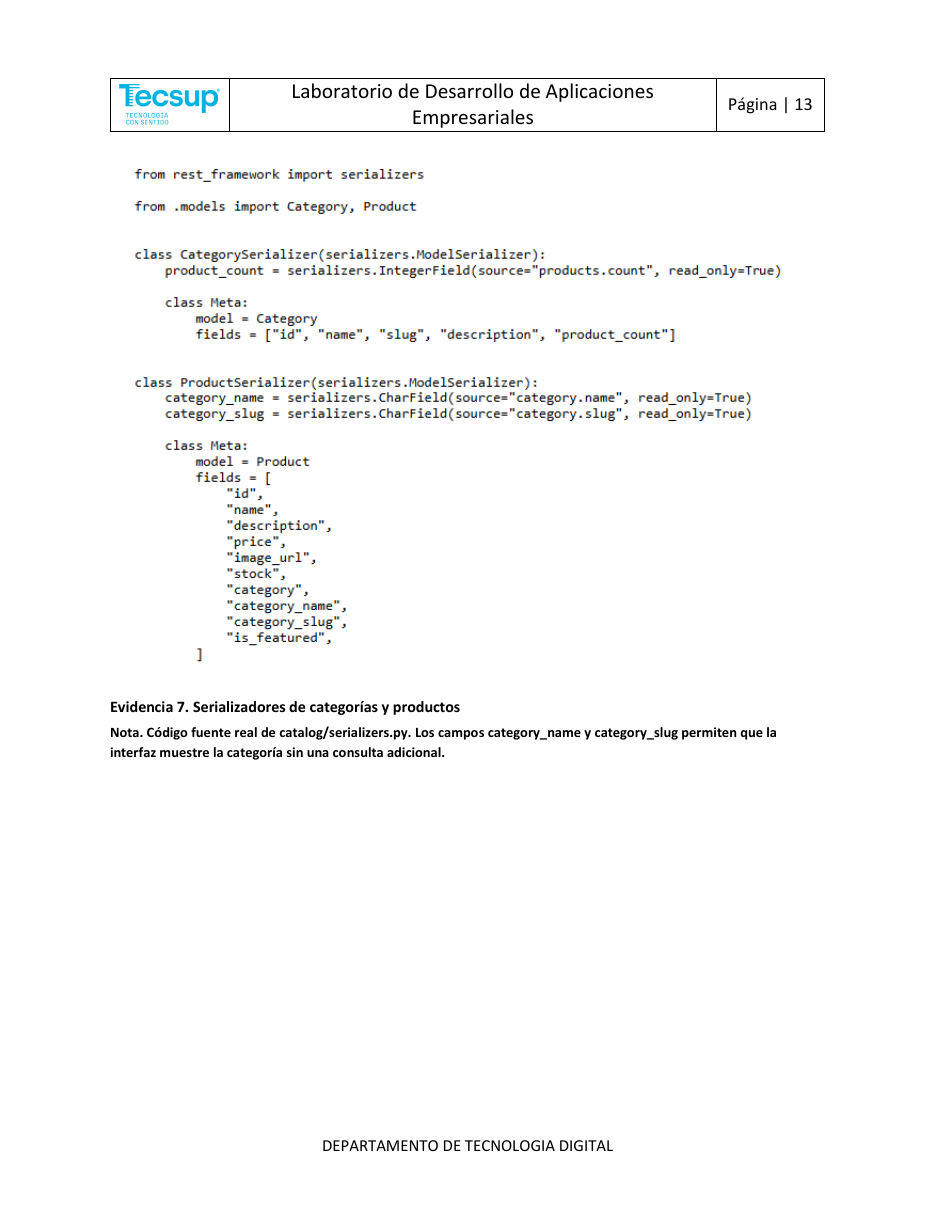 Tecsup
TECNOLOGÍA
CON SENTIDO
Laboratorio de Desarrollo de Aplicaciones
Empresariales
Página | 13
from rest_framework import serializers
from .models import Category, Product
class CategorySerializer(serializers.ModelSerializer):
    product_count = serializers.IntegerField(source="products.count", read_only=True)
    class Meta:
        model = Category
        fields = ["id", "name", "slug", "description", "product_count"]
class ProductSerializer(serializers.ModelSerializer):
    category_name = serializers.CharField(source="category.name", read_only=True)
    category_slug = serializers.CharField(source="category.slug", read_only=True)
    class Meta:
        model = Product
        fields = [
            "id",
            "name",
            "description",
            "price",
            "image_url",
            "stock",
            "category",
            "category_name",
            "category_slug",
            "is_featured",
        ]
Evidencia 7. Serializadores de categorías y productos
Nota. Código fuente real de catalog/serializers.py. Los campos category_name y category_slug permiten que la
interfaz muestre la categoría sin una consulta adicional.
DEPARTAMENTO DE TECNOLOGIA DIGITAL